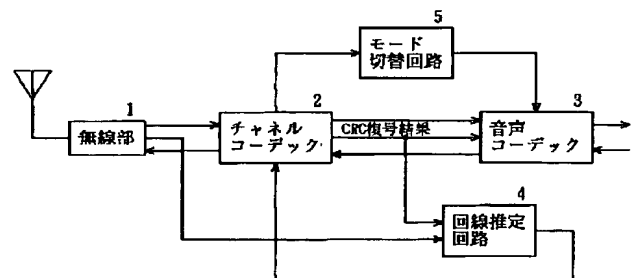 5
モード
切替回路
1
無線部
2
チャネル
コーデック
CRC復号結果
3
音声
コーデック
4
回線推定
回路